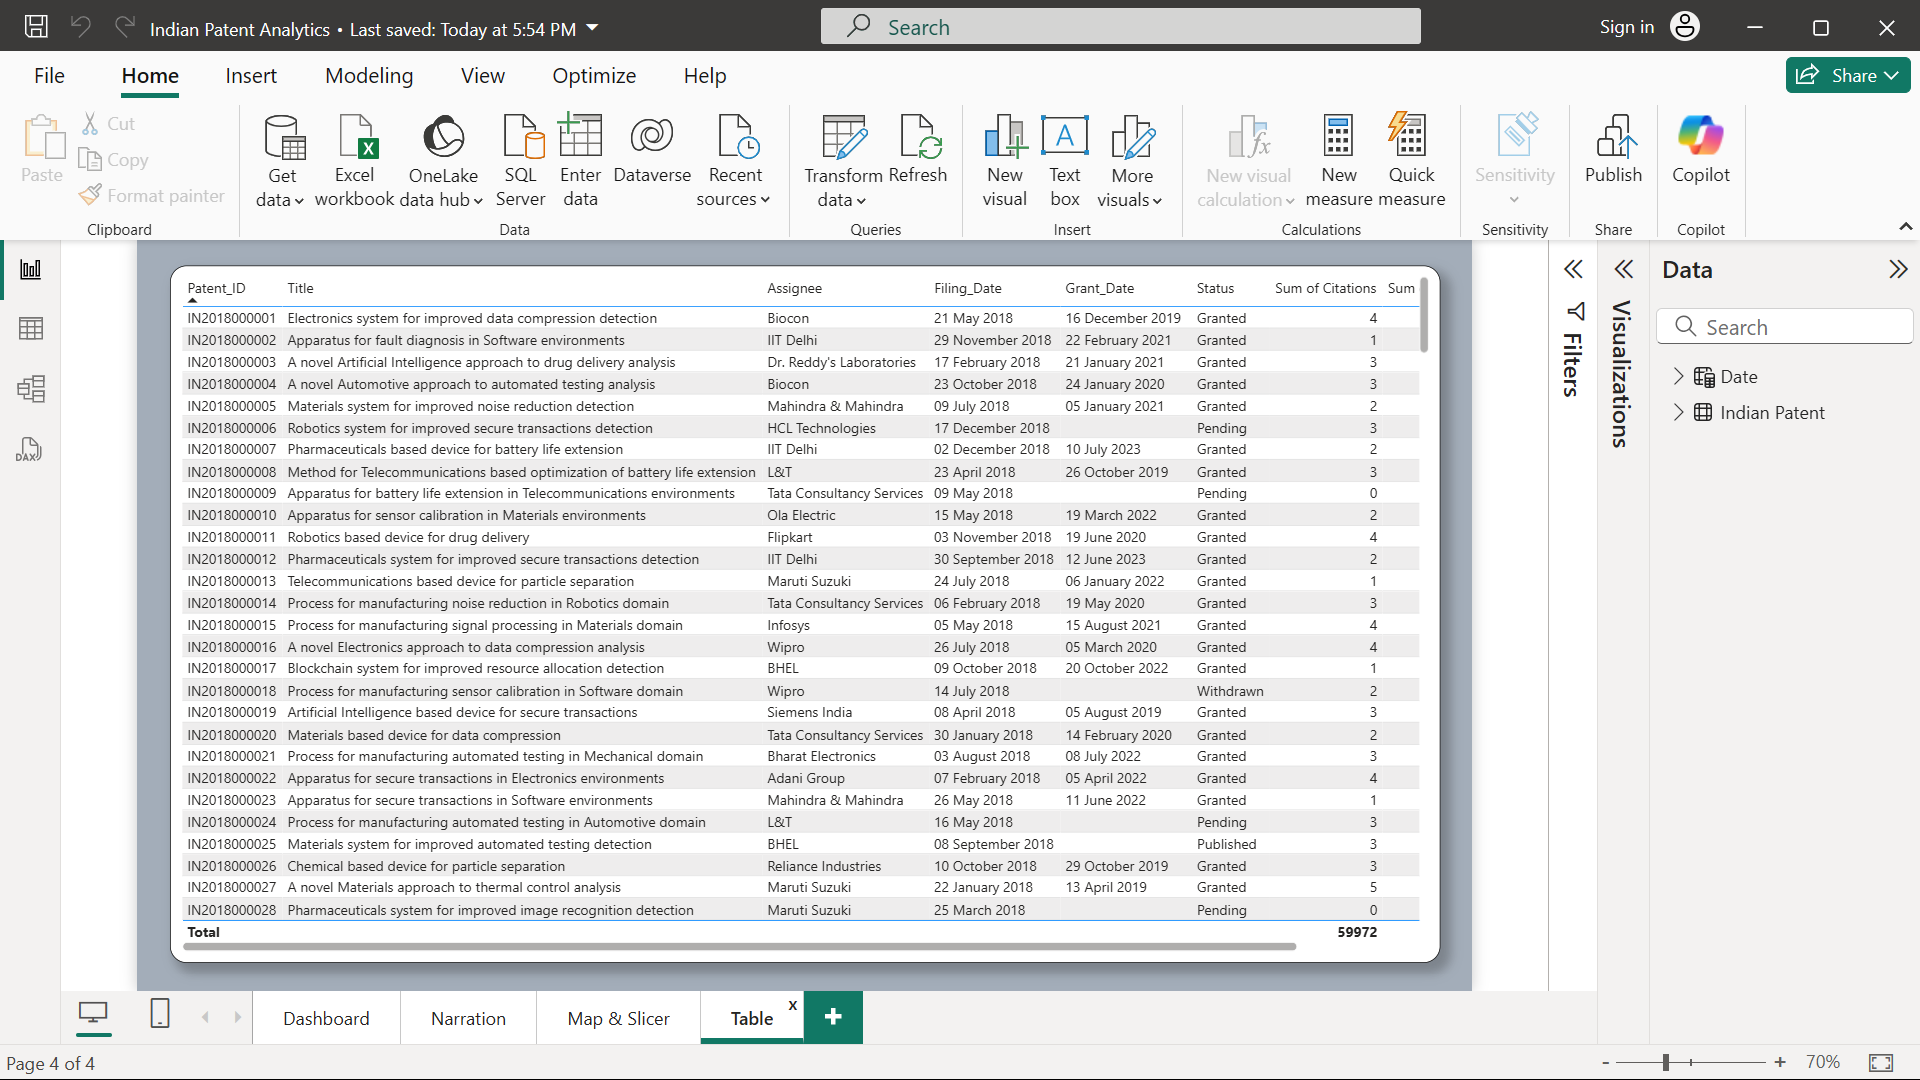 Indian Patent Analytics • Last saved: Today at 5:54 PM
Search
Sign in
File Home Insert Modeling View Optimize Help
Share
Paste
Cut
Copy
Format painter
Clipboard
Get data
Excel workbook
OneLake data hub
SQL Server
Enter data
Dataverse
Recent sources
Data
Transform data
Refresh
Queries
New visual
Text box
More visuals
Insert
New visual calculation
New measure
Quick measure
Calculations
Sensitivity
Sensitivity
Publish
Share
Copilot
Copilot
DAX
Patent_ID Title Assignee Filing_Date Grant_Date Status Sum of Citations Sum
IN2018000001 Electronics system for improved data compression detection Biocon 21 May 2018 16 December 2019 Granted 4
IN2018000002 Apparatus for fault diagnosis in Software environments IIT Delhi 29 November 2018 22 February 2021 Granted 1
IN2018000003 A novel Artificial Intelligence approach to drug delivery analysis Dr. Reddy's Laboratories 17 February 2018 21 January 2021 Granted 3
IN2018000004 A novel Automotive approach to automated testing analysis Biocon 23 October 2018 24 January 2020 Granted 3
IN2018000005 Materials system for improved noise reduction detection Mahindra & Mahindra 09 July 2018 05 January 2021 Granted 2
IN2018000006 Robotics system for improved secure transactions detection HCL Technologies 17 December 2018 Pending 3
IN2018000007 Pharmaceuticals based device for battery life extension IIT Delhi 02 December 2018 10 July 2023 Granted 2
IN2018000008 Method for Telecommunications based optimization of battery life extension L&T 23 April 2018 26 October 2019 Granted 3
IN2018000009 Apparatus for battery life extension in Telecommunications environments Tata Consultancy Services 09 May 2018 Pending 0
IN2018000010 Apparatus for sensor calibration in Materials environments Ola Electric 15 May 2018 19 March 2022 Granted 2
IN2018000011 Robotics based device for drug delivery Flipkart 03 November 2018 19 June 2020 Granted 4
IN2018000012 Pharmaceuticals system for improved secure transactions detection IIT Delhi 30 September 2018 12 June 2023 Granted 2
IN2018000013 Telecommunications based device for particle separation Maruti Suzuki 24 July 2018 06 January 2022 Granted 1
IN2018000014 Process for manufacturing noise reduction in Robotics domain Tata Consultancy Services 06 February 2018 19 May 2020 Granted 3
IN2018000015 Process for manufacturing signal processing in Materials domain Infosys 05 May 2018 15 August 2021 Granted 4
IN2018000016 A novel Electronics approach to data compression analysis Wipro 26 July 2018 05 March 2020 Granted 4
IN2018000017 Blockchain system for improved resource allocation detection BHEL 09 October 2018 20 October 2022 Granted 1
IN2018000018 Process for manufacturing sensor calibration in Software domain Wipro 14 July 2018 Withdrawn 2
IN2018000019 Artificial Intelligence based device for secure transactions Siemens India 08 April 2018 05 August 2019 Granted 3
IN2018000020 Materials based device for data compression Tata Consultancy Services 30 January 2018 14 February 2020 Granted 2
IN2018000021 Process for manufacturing automated testing in Mechanical domain Bharat Electronics 03 August 2018 08 July 2022 Granted 3
IN2018000022 Apparatus for secure transactions in Electronics environments Adani Group 07 February 2018 05 April 2022 Granted 4
IN2018000023 Apparatus for secure transactions in Software environments Mahindra & Mahindra 26 May 2018 11 June 2022 Granted 1
IN2018000024 Process for manufacturing automated testing in Automotive domain L&T 16 May 2018 Pending 3
IN2018000025 Materials system for improved automated testing detection BHEL 08 September 2018 Published 3
IN2018000026 Chemical based device for particle separation Reliance Industries 10 October 2018 29 October 2019 Granted 3
IN2018000027 A novel Materials approach to thermal control analysis Maruti Suzuki 22 January 2018 13 April 2019 Granted 5
IN2018000028 Pharmaceuticals system for improved image recognition detection Maruti Suzuki 25 March 2018 Pending 0
Total 59972
Filters
Visualizations
Data
Search
Date
Indian Patent
Dashboard
Narration
Map & Slicer
Table
x
Page 4 of 4
- + 70%